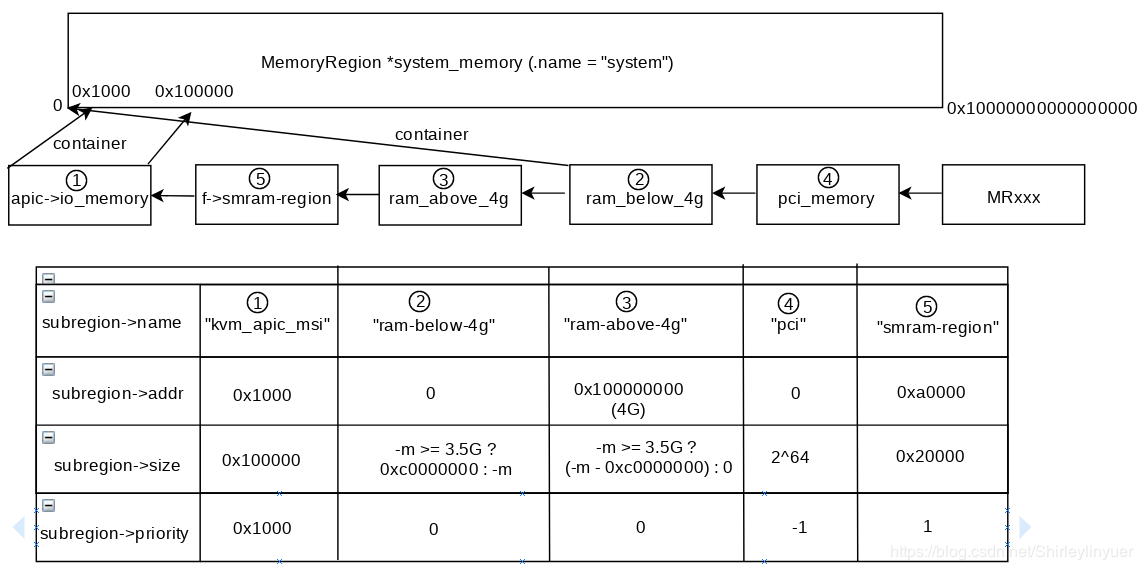 MemoryRegion *system_memory (.name = "system")
0x1000 0x100000
0
0x10000000000000000
container
container
① ⑤ ③ ② ④
apic->io_memory f->smram-region ram_above_4g ram_below_4g pci_memory MRxxx
① ② ③ ④ ⑤
subregion->name "kvm_apic_msi" "ram-below-4g" "ram-above-4g" "pci" "smram-region"
subregion->addr 0x1000 0 0x100000000 0 0xa0000
(4G)
subregion->size 0x100000 -m >= 3.5G ? -m >= 3.5G ? 2^64 0x20000
0xc0000000 : -m (-m - 0xc0000000) : 0
subregion->priority 0x1000 0 0 -1 1
https://blog.csdn.net/Shirleylinyuer